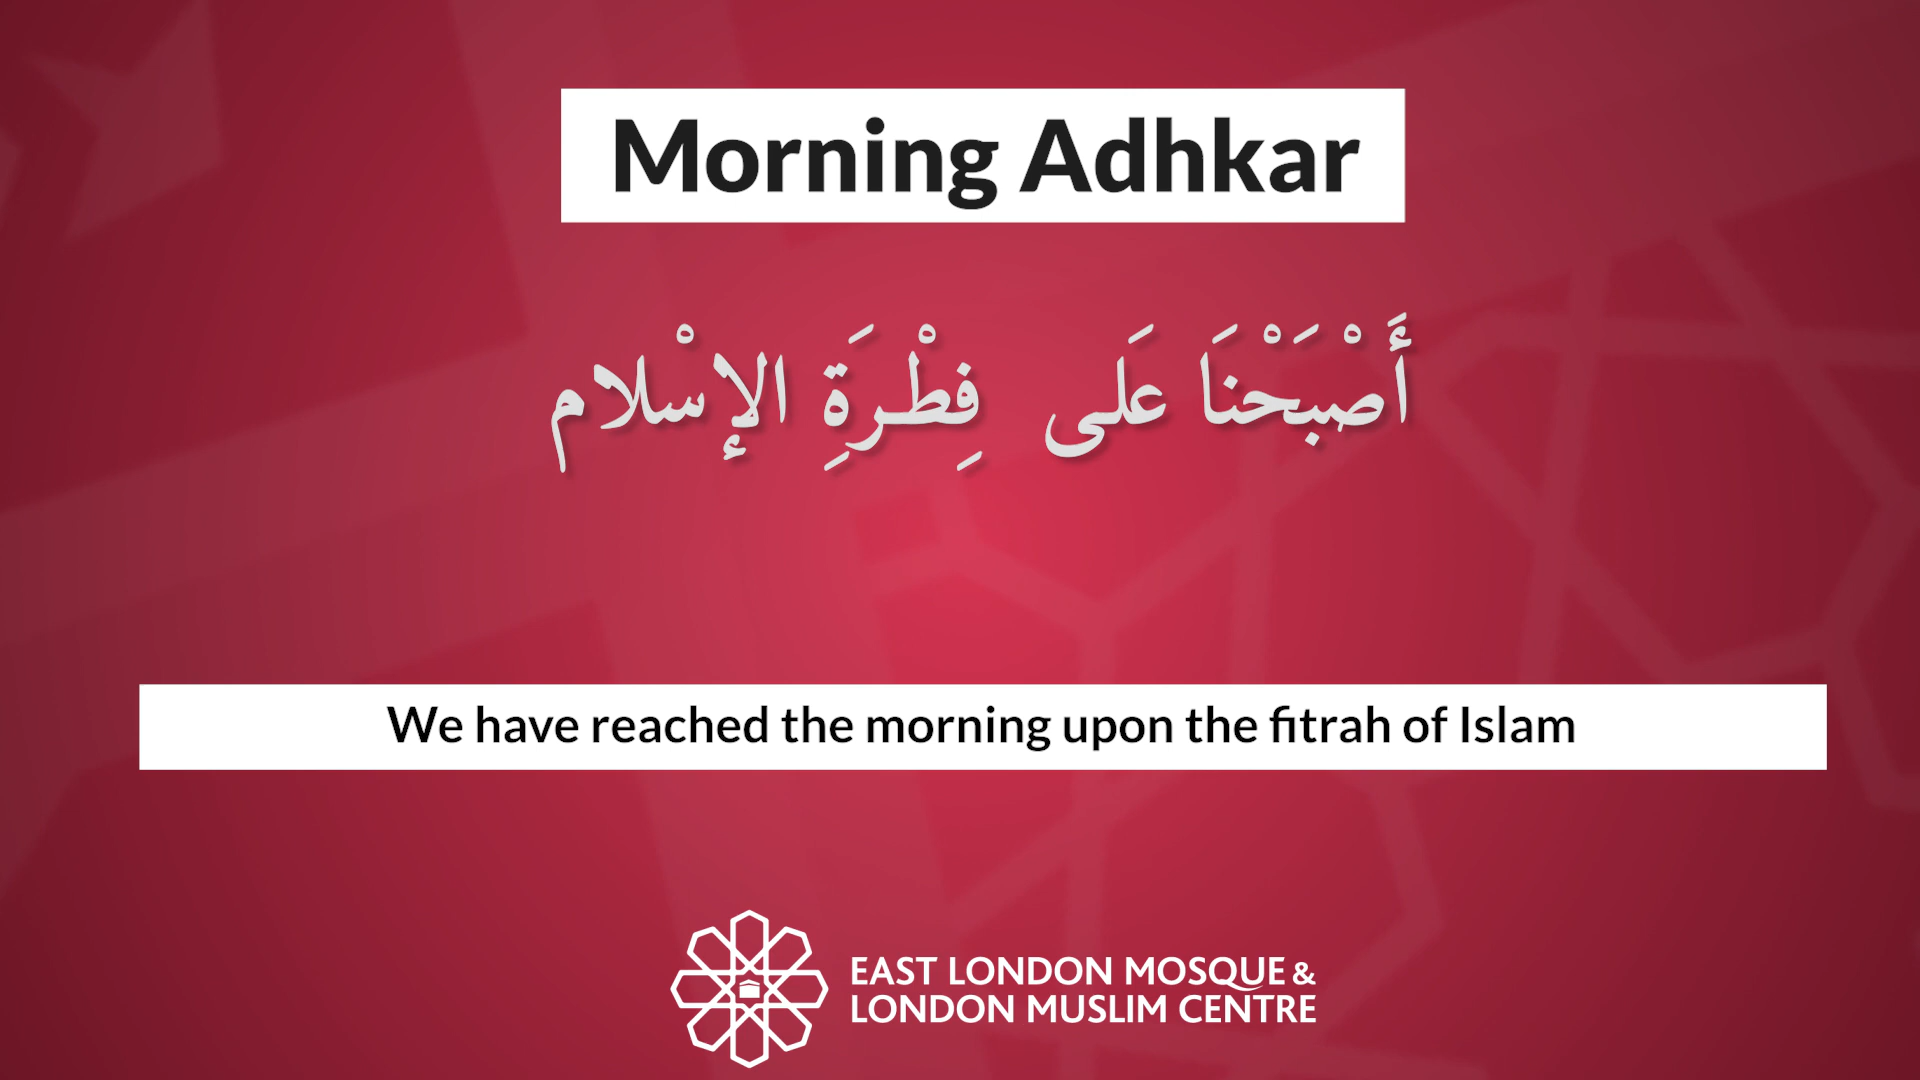 Morning Adhkar
أَصْبَحْنَا عَلَى فِطْرَةِ الإِسْلام
We have reached the morning upon the fitrah of Islam
EAST LONDON MOSQUE &
LONDON MUSLIM CENTRE